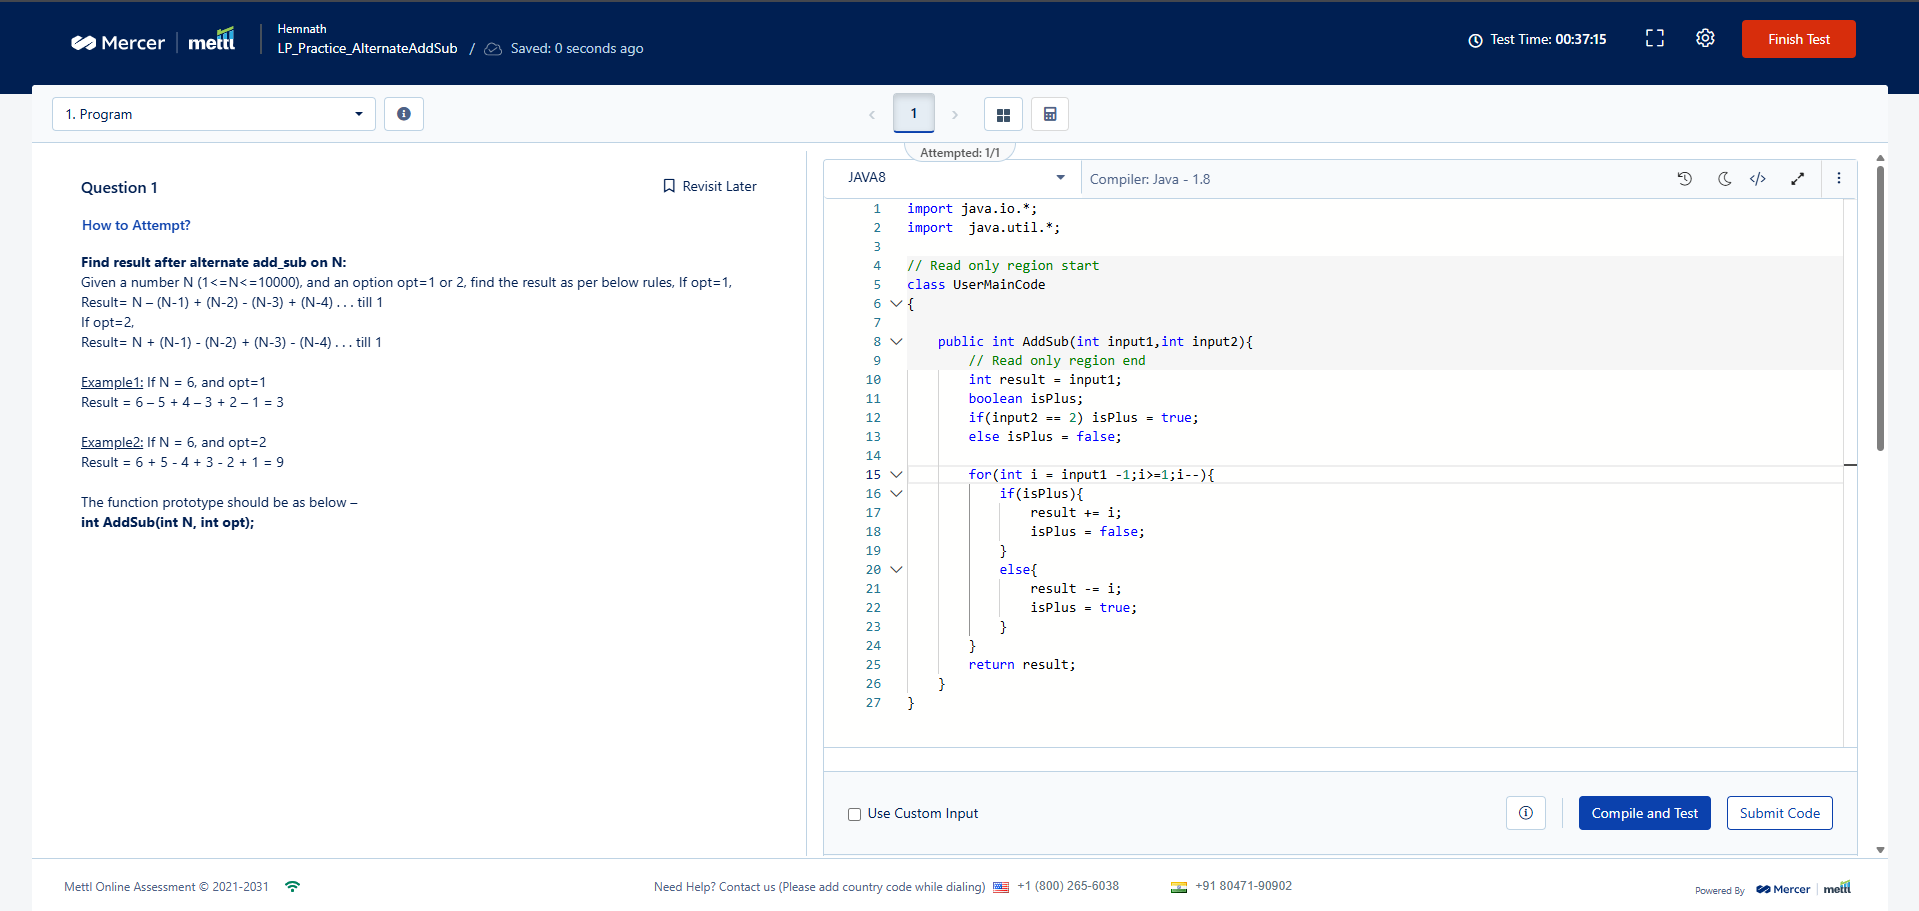 Mercer mettl
Hemnath
LP_Practice_AlternateAddSub / Saved: 0 seconds ago
Test Time: 00:37:15
Finish Test
1. Program
1
Attempted: 1/1
Question 1
Revisit Later
How to Attempt?
Find result after alternate add_sub on N:
Given a number N (1<=N<=10000), and an option opt=1 or 2, find the result as per below rules, If opt=1,
Result= N – (N-1) + (N-2) - (N-3) + (N-4) . . . till 1
If opt=2,
Result= N + (N-1) - (N-2) + (N-3) - (N-4) . . . till 1
Example1: If N = 6, and opt=1
Result = 6 – 5 + 4 – 3 + 2 – 1 = 3
Example2: If N = 6, and opt=2
Result = 6 + 5 - 4 + 3 - 2 + 1 = 9
The function prototype should be as below –
int AddSub(int N, int opt);
JAVA8
Compiler: Java - 1.8
1 import java.io.*;
2 import  java.util.*;
3
4 // Read only region start
5 class UserMainCode
6 {
7
8     public int AddSub(int input1,int input2){
9         // Read only region end
10         int result = input1;
11         boolean isPlus;
12         if(input2 == 2) isPlus = true;
13         else isPlus = false;
14
15         for(int i = input1 -1;i>=1;i--){
16             if(isPlus){
17                 result += i;
18                 isPlus = false;
19             }
20             else{
21                 result -= i;
22                 isPlus = true;
23             }
24         }
25         return result;
26     }
27 }
Use Custom Input
Compile and Test
Submit Code
Mettl Online Assessment © 2021-2031
Need Help? Contact us (Please add country code while dialing) +1 (800) 265-6038 +91 80471-90902
Powered By Mercer mettl